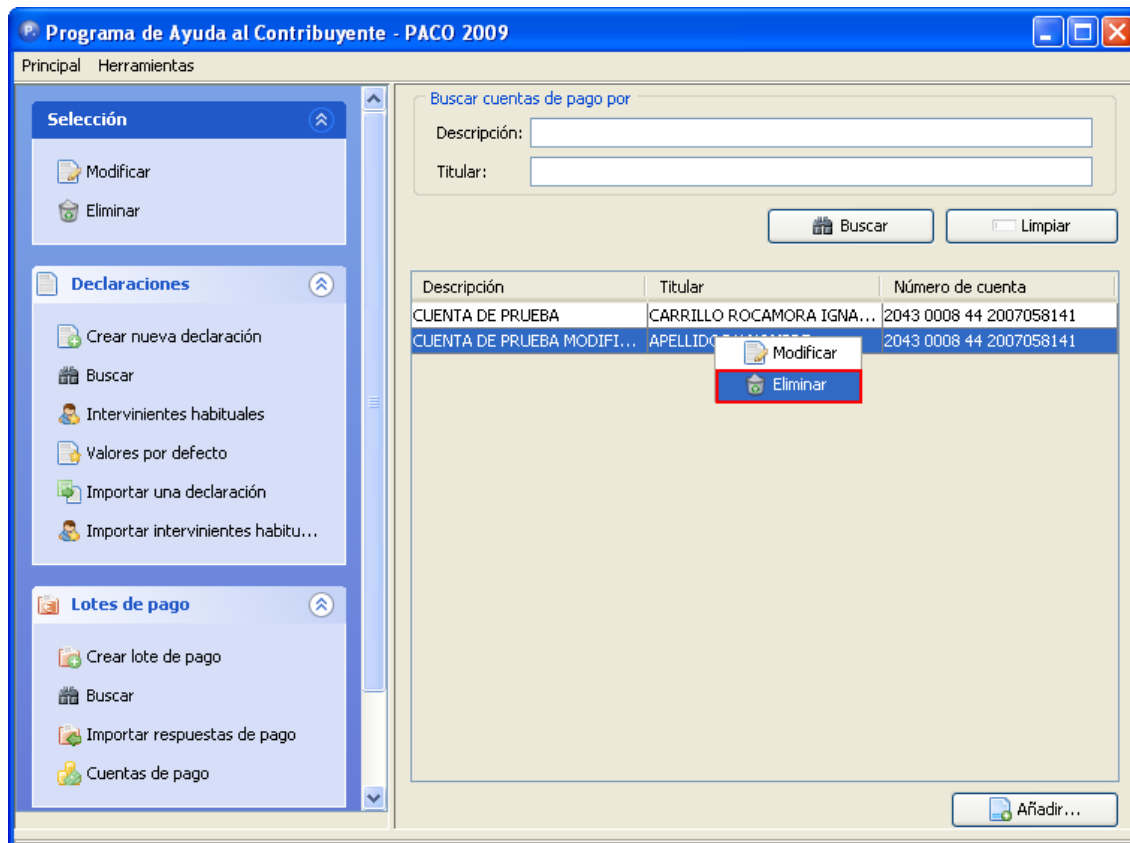 Programa de Ayuda al Contribuyente - PACO 2009
Principal Herramientas
Selección
Modificar
Eliminar
Declaraciones
Crear nueva declaración
Buscar
Intervinientes habituales
Valores por defecto
Importar una declaración
Importar intervinientes habitu...
Lotes de pago
Crear lote de pago
Buscar
Importar respuestas de pago
Cuentas de pago
Buscar cuentas de pago por
Descripción:
Titular:
Buscar Limpiar
Descripción Titular Número de cuenta
CUENTA DE PRUEBA CARRILLO ROCAMORA IGNA... 2043 0008 44 2007058141
CUENTA DE PRUEBA MODIFI... 2043 0008 44 2007058141
Modificar
Eliminar
Añadir...